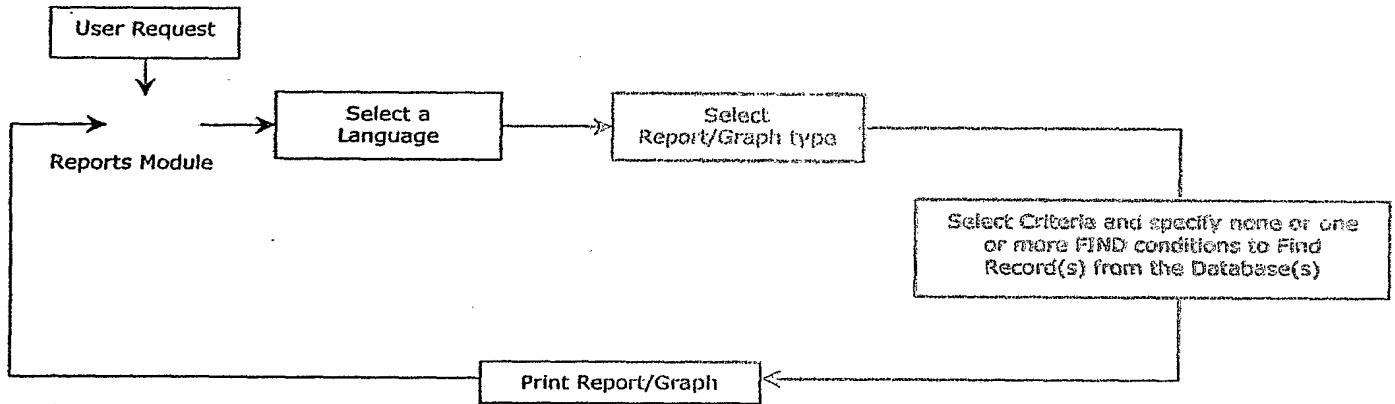 User Request
Reports Module
Select a
Language
Select
Report/Graph type
Select Criteria and specify none or one
or more FIND conditions to Find
Record(s) from the Database(s)
Print Report/Graph